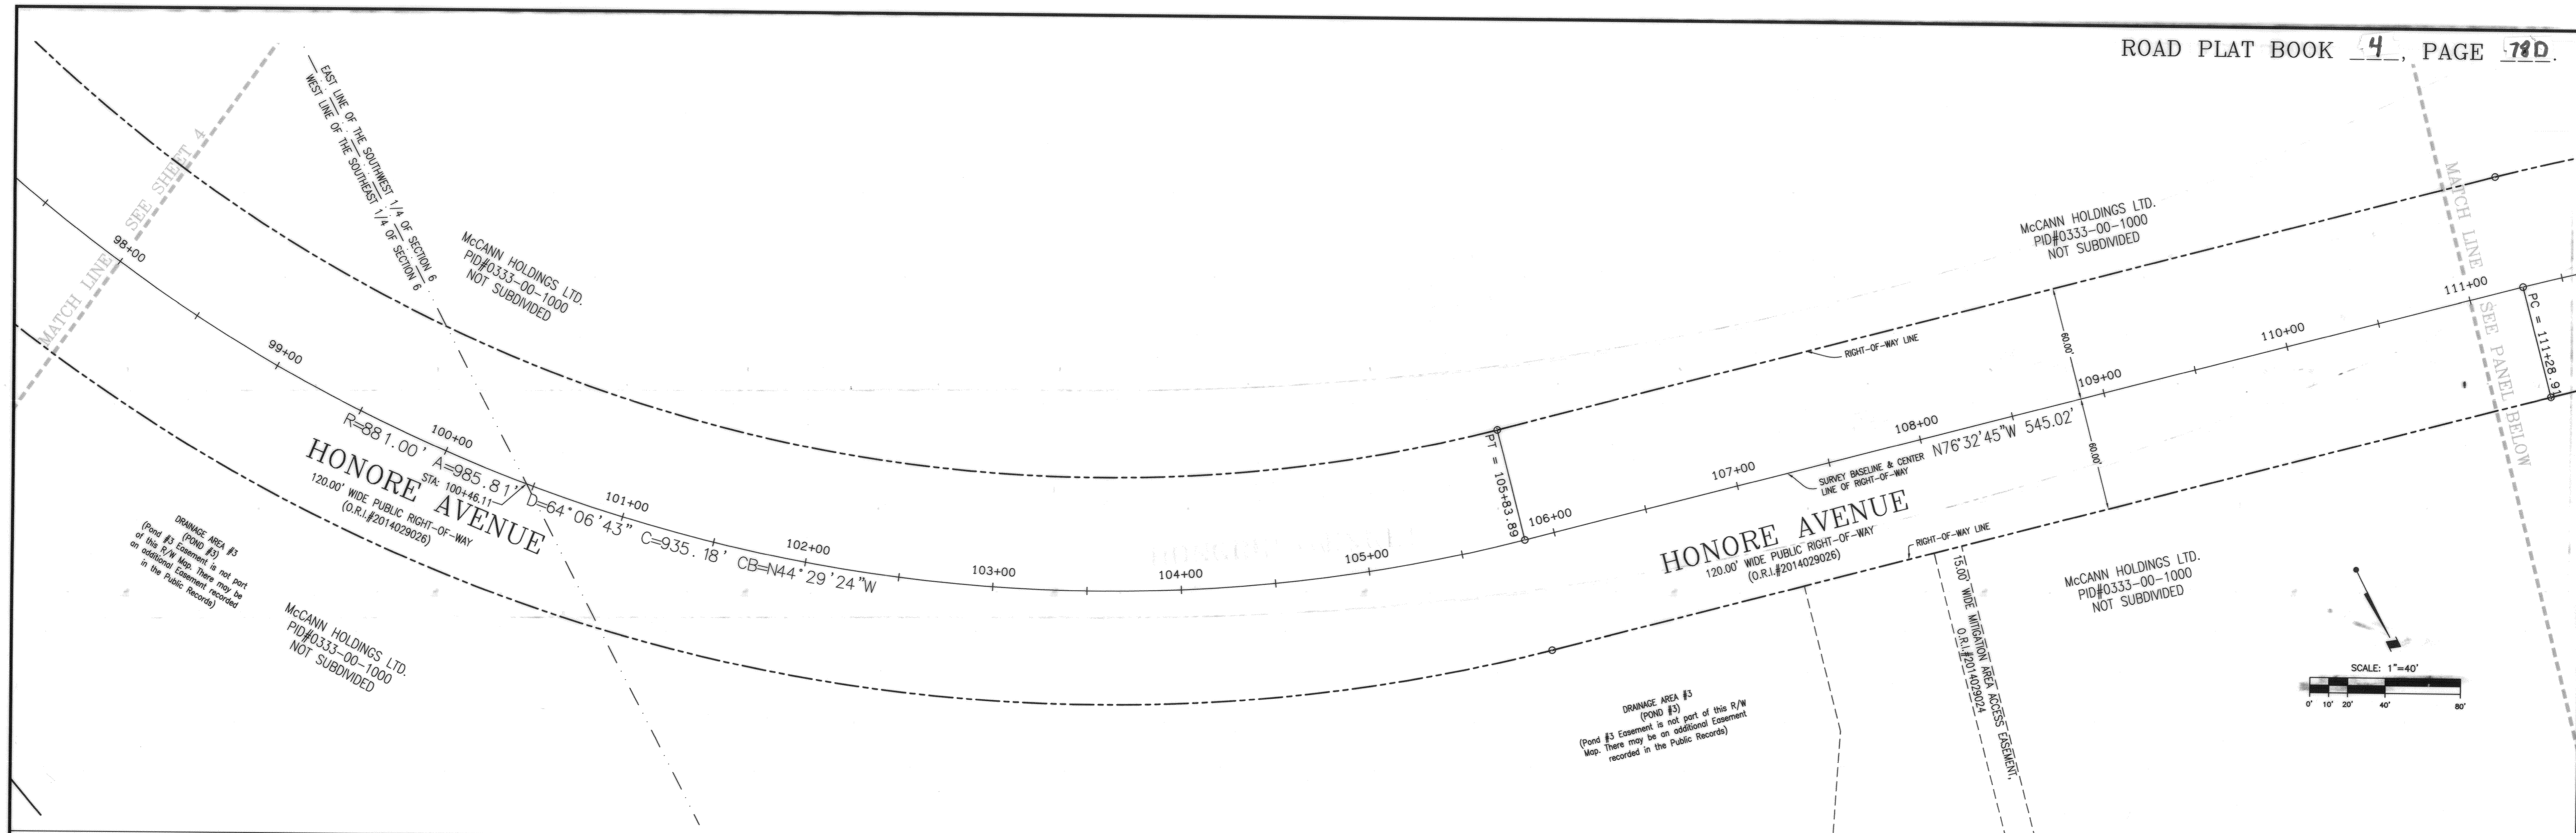 ROAD PLAT BOOK 4, PAGE 78D.
MATCH LINE SEE SHEET 4
EAST LINE OF THE SOUTHWEST 1/4 OF SECTION 6
WEST LINE OF THE SOUTHEAST 1/4 OF SECTION 6
McCANN HOLDINGS LTD.
PID#0333-00-1000
NOT SUBDIVIDED
98+00
99+00
100+00
101+00
102+00
103+00
104+00
105+00
106+00
107+00
108+00
109+00
110+00
111+00
R=881.00' A=985.81' D=64°06'43" C=935.18' CB=N44°29'24"W
STA: 100+46.11
HONORE AVENUE
120.00' WIDE PUBLIC RIGHT-OF-WAY
(O.R.I.#2014029026)
DRAINAGE AREA #3
(POND #3)
(Pond #3 Easement is not part
of this R/W Map. There may be
an additional Easement recorded
in the Public Records)
McCANN HOLDINGS LTD.
PID#0333-00-1000
NOT SUBDIVIDED
PT = 105+83.89
RIGHT-OF-WAY LINE
McCANN HOLDINGS LTD.
PID#0333-00-1000
NOT SUBDIVIDED
60.00'
60.00'
SURVEY BASELINE & CENTER
LINE OF RIGHT-OF-WAY
N76°32'45"W 545.02'
HONORE AVENUE
120.00' WIDE PUBLIC RIGHT-OF-WAY
(O.R.I.#2014029026)
RIGHT-OF-WAY LINE
15.00' WIDE MITIGATION AREA ACCESS EASEMENT,
O.R.I.#2014029024
DRAINAGE AREA #3
(POND #3)
(Pond #3 Easement is not part of this R/W
Map. There may be an additional Easement
recorded in the Public Records)
McCANN HOLDINGS LTD.
PID#0333-00-1000
NOT SUBDIVIDED
PC = 111+28.91
MATCH LINE SEE PANEL BELOW
SCALE: 1"=40'
0' 10' 20' 40' 80'